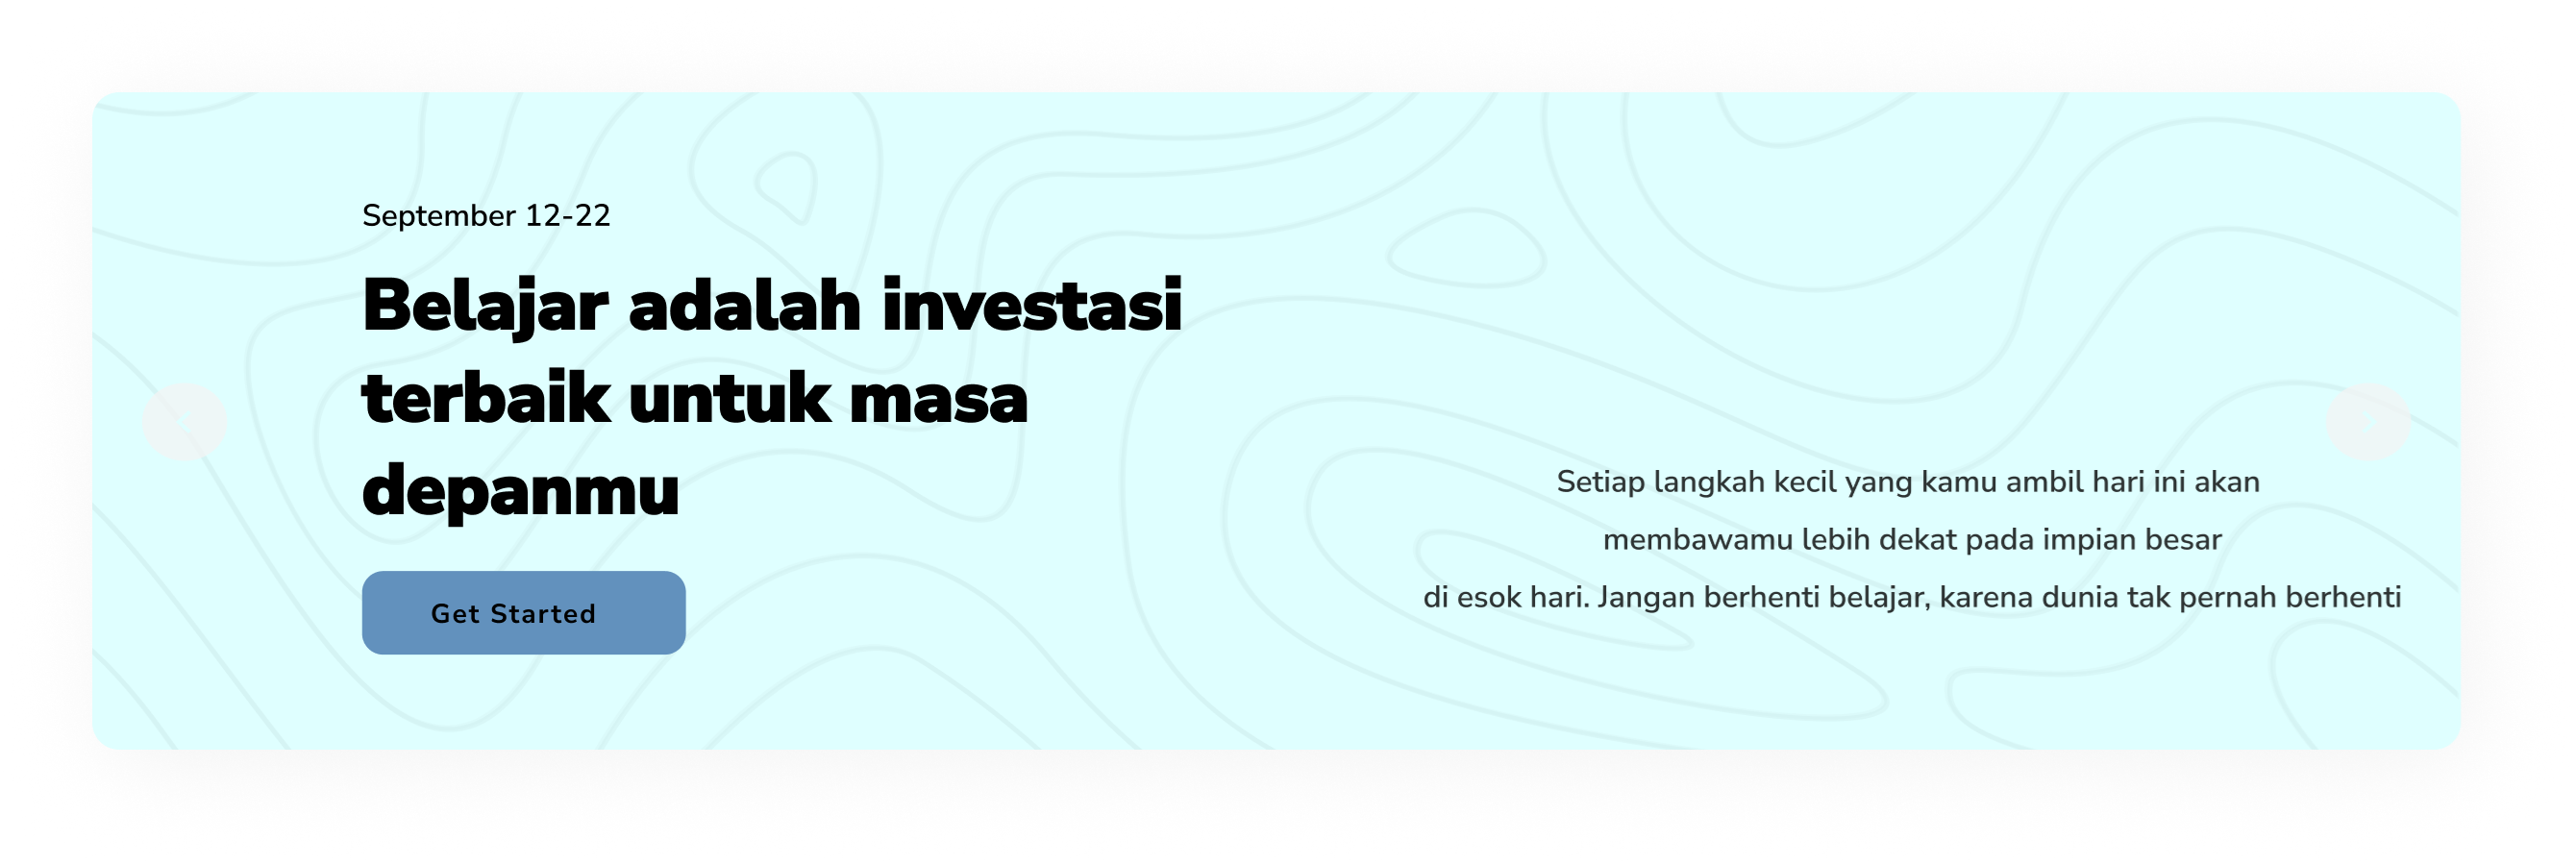 September 12-22
Belajar adalah investasi
terbaik untuk masa
depanmu
Get Started
Setiap langkah kecil yang kamu ambil hari ini akan
membawamu lebih dekat pada impian besar
di esok hari. Jangan berhenti belajar, karena dunia tak pernah berhenti